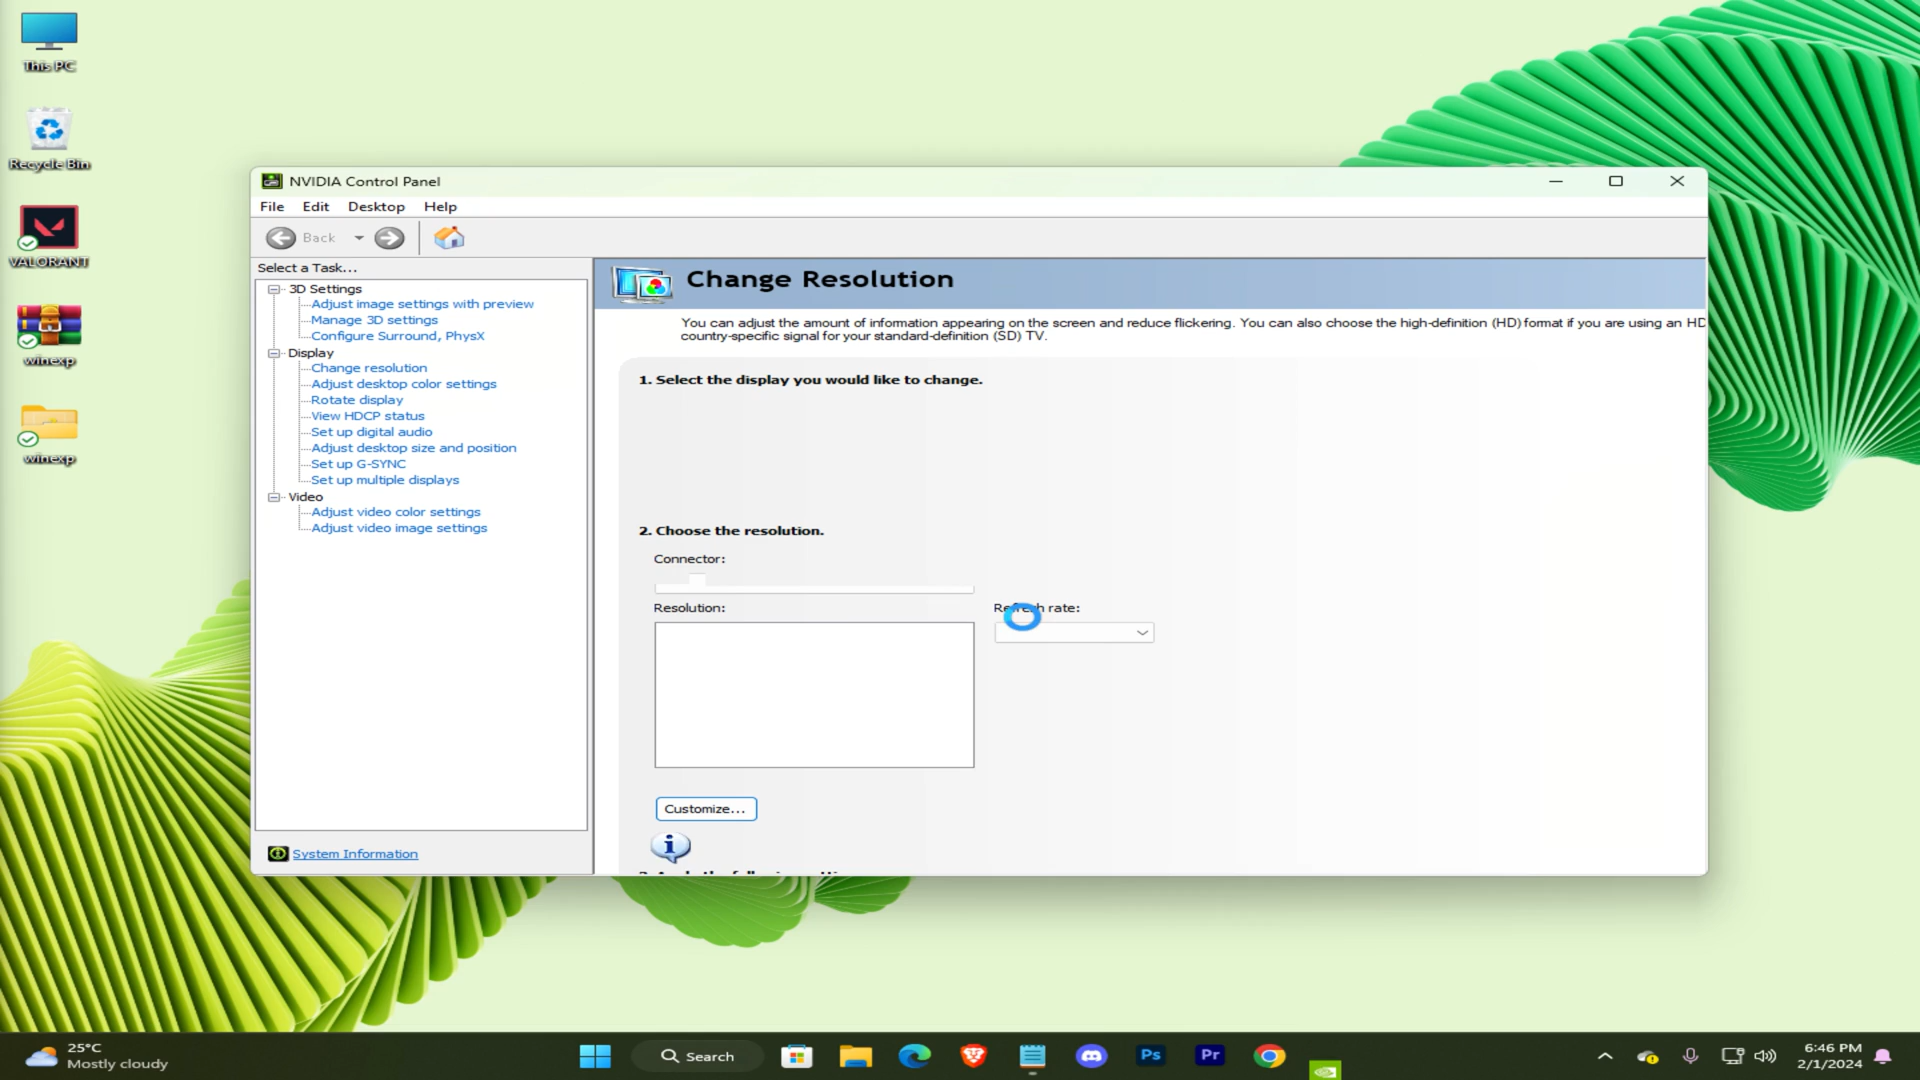 This PC
Recycle Bin
VALORANT
winexp
winexp
NVIDIA Control Panel
File Edit Desktop Help
Back
Select a Task...
3D Settings
Adjust image settings with preview
Manage 3D settings
Configure Surround, PhysX
Display
Change resolution
Adjust desktop color settings
Rotate display
View HDCP status
Set up digital audio
Adjust desktop size and position
Set up G-SYNC
Set up multiple displays
Video
Adjust video color settings
Adjust video image settings
System Information
Change Resolution
You can adjust the amount of information appearing on the screen and reduce flickering. You can also choose the high-definition (HD) format if you are using an HD
country-specific signal for your standard-definition (SD) TV.
1. Select the display you would like to change.
2. Choose the resolution.
Connector:
Resolution:
Refresh rate:
Customize...
25°C
Mostly cloudy
Search
Ps
Pr
6:46 PM
2/1/2024